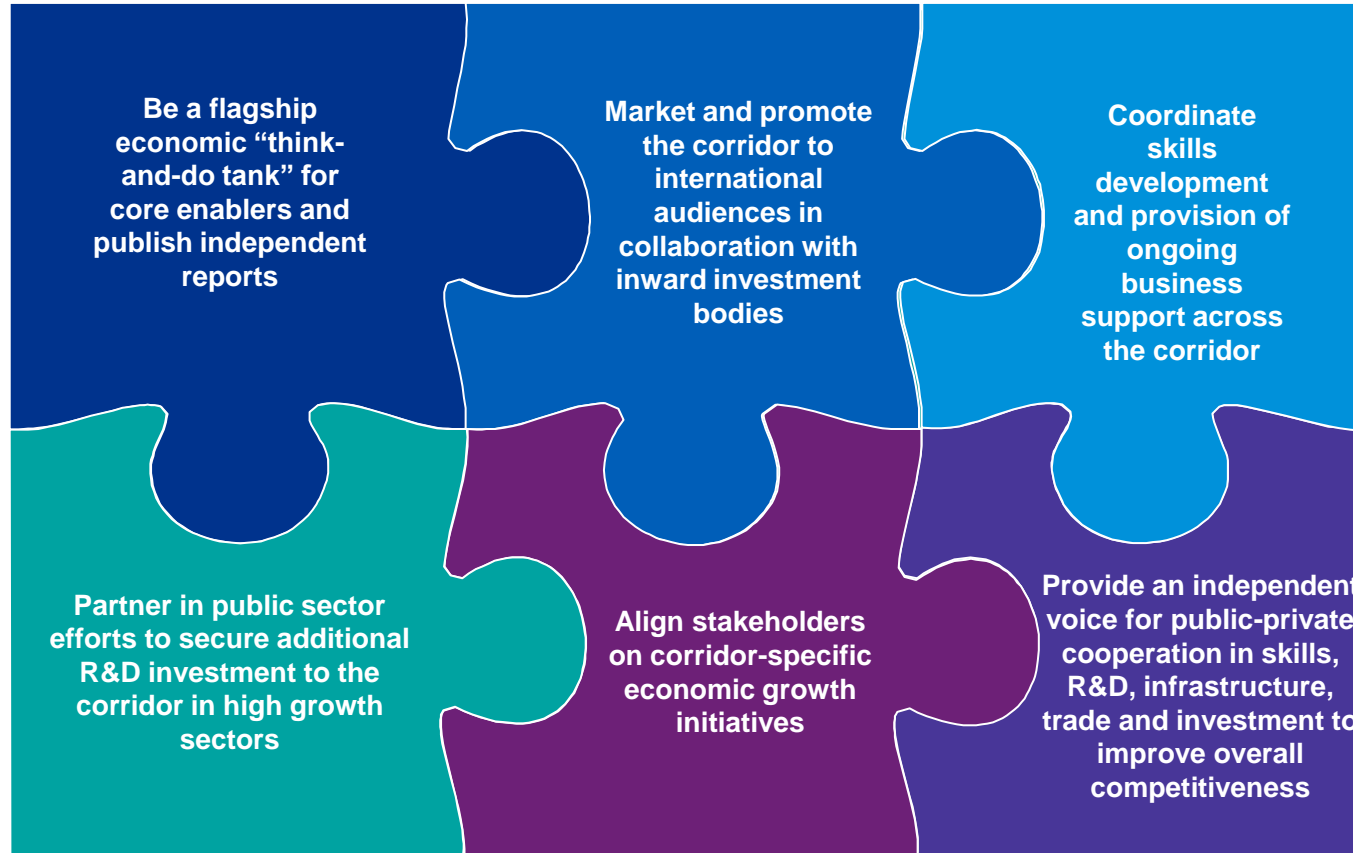 Be a flagship
economic “think-
and-do tank” for
core enablers and
publish independent
reports
Market and promote
the corridor to
international
audiences in
collaboration with
inward investment
bodies
Coordinate
skills
development
and provision of
ongoing
business
support across
the corridor
Partner in public sector
efforts to secure additional
R&D investment to the
corridor in high growth
sectors
Align stakeholders
on corridor-specific
economic growth
initiatives
Provide an independent
voice for public-private
cooperation in skills,
R&D, infrastructure,
trade and investment to
improve overall
competitiveness